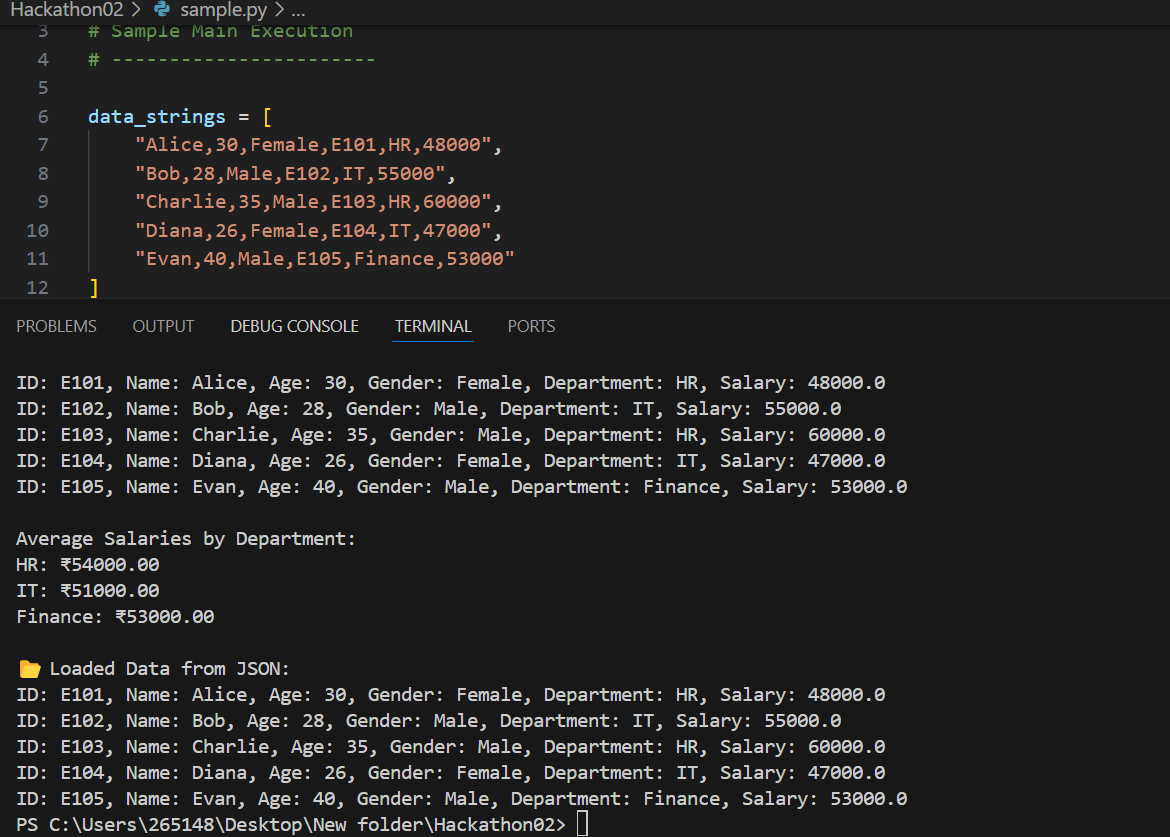 Hackathon02 > sample.py > ...
3 # Sample Main Execution
4 # -----------------------
5
6 data_strings = [
7 "Alice,30,Female,E101,HR,48000",
8 "Bob,28,Male,E102,IT,55000",
9 "Charlie,35,Male,E103,HR,60000",
10 "Diana,26,Female,E104,IT,47000",
11 "Evan,40,Male,E105,Finance,53000"
12 ]
PROBLEMS OUTPUT DEBUG CONSOLE TERMINAL PORTS
ID: E101, Name: Alice, Age: 30, Gender: Female, Department: HR, Salary: 48000.0
ID: E102, Name: Bob, Age: 28, Gender: Male, Department: IT, Salary: 55000.0
ID: E103, Name: Charlie, Age: 35, Gender: Male, Department: HR, Salary: 60000.0
ID: E104, Name: Diana, Age: 26, Gender: Female, Department: IT, Salary: 47000.0
ID: E105, Name: Evan, Age: 40, Gender: Male, Department: Finance, Salary: 53000.0
Average Salaries by Department:
HR: ₹54000.00
IT: ₹51000.00
Finance: ₹53000.00
📂 Loaded Data from JSON:
ID: E101, Name: Alice, Age: 30, Gender: Female, Department: HR, Salary: 48000.0
ID: E102, Name: Bob, Age: 28, Gender: Male, Department: IT, Salary: 55000.0
ID: E103, Name: Charlie, Age: 35, Gender: Male, Department: HR, Salary: 60000.0
ID: E104, Name: Diana, Age: 26, Gender: Female, Department: IT, Salary: 47000.0
ID: E105, Name: Evan, Age: 40, Gender: Male, Department: Finance, Salary: 53000.0
PS C:\Users\265148\Desktop\New folder\Hackathon02>